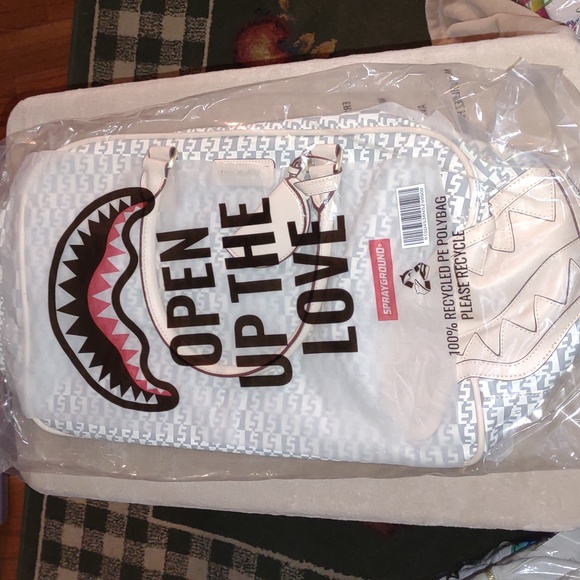 OPEN
UP THE
LOVE
SPRAYGROUND®
100% RECYCLED PE POLYBAG
PLEASE RECYCLE